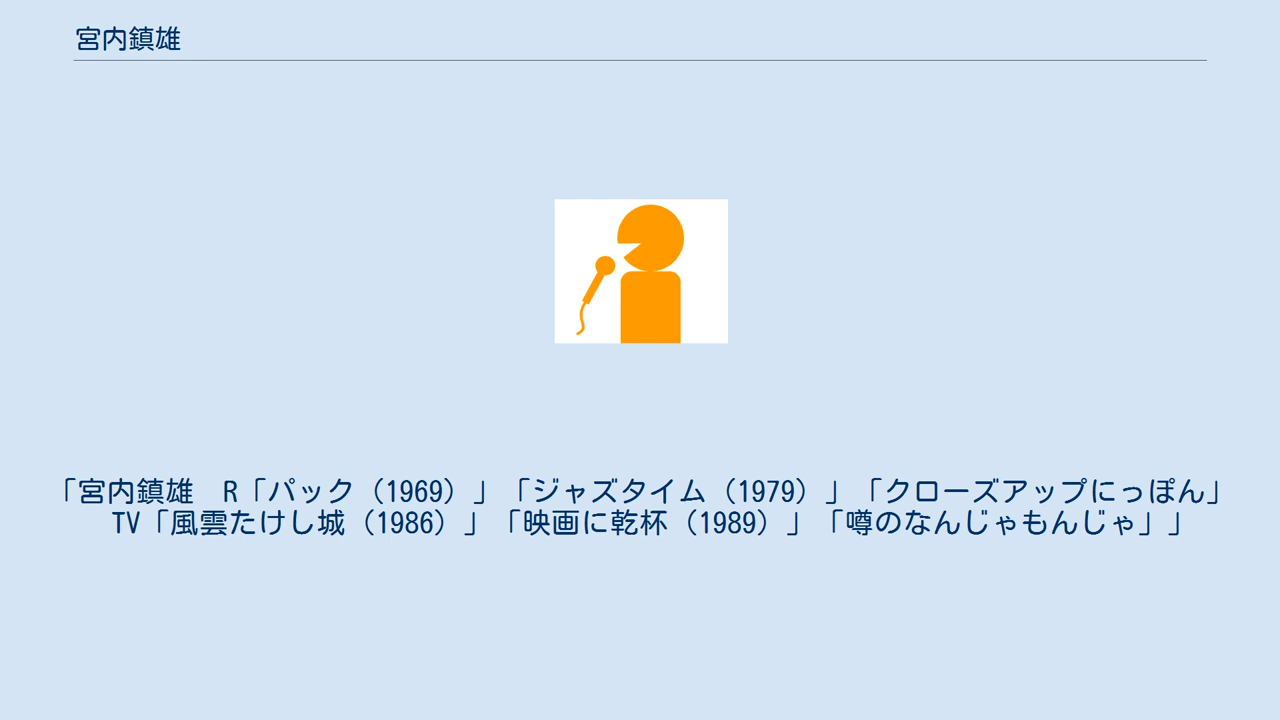 宮内鎮雄
「宮内鎮雄　R「パック（1969）」「ジャズタイム（1979）」「クローズアップにっぽん」
TV「風雲たけし城（1986）」「映画に乾杯（1989）」「噂のなんじゃもんじゃ」」